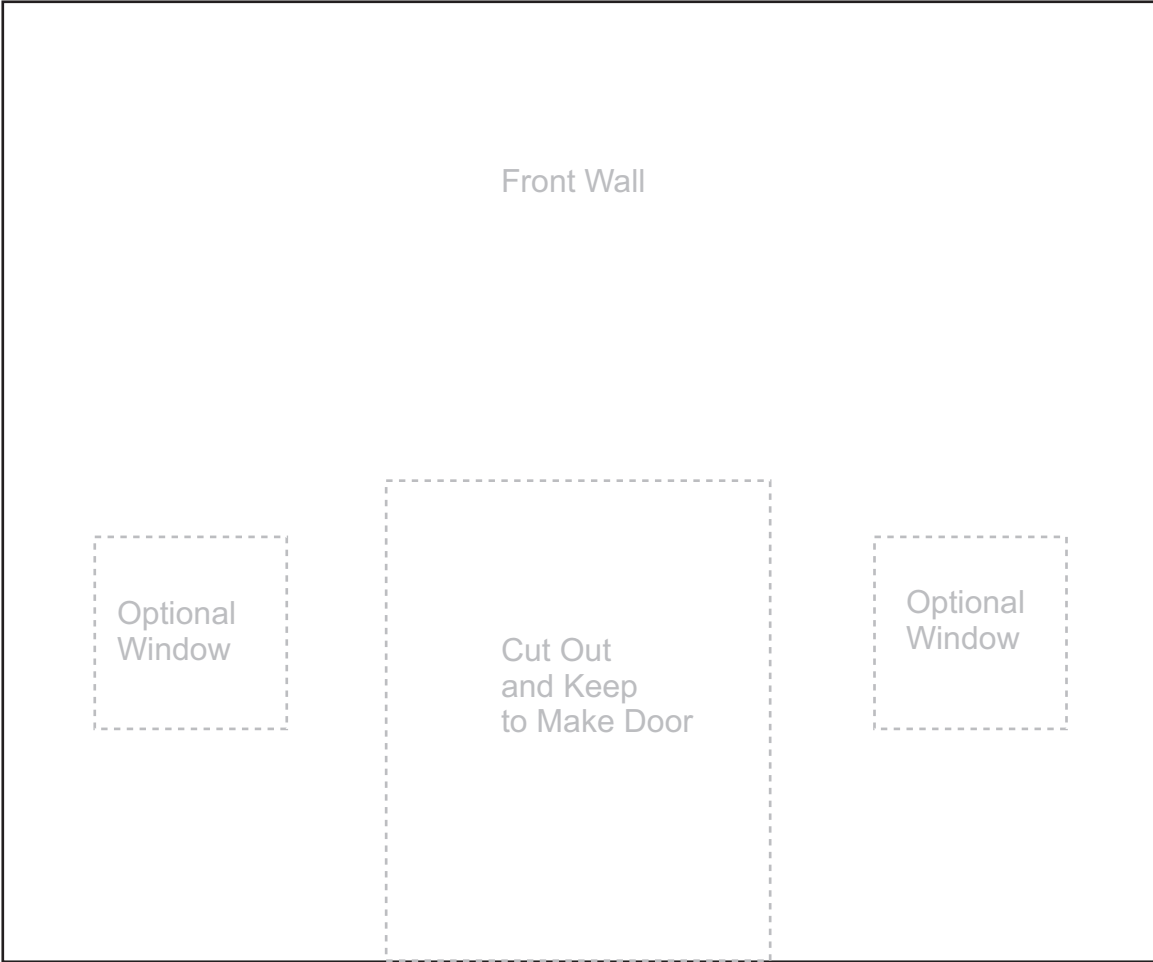 Front Wall
Optional
Window
Cut Out
and Keep
to Make Door
Optional
Window